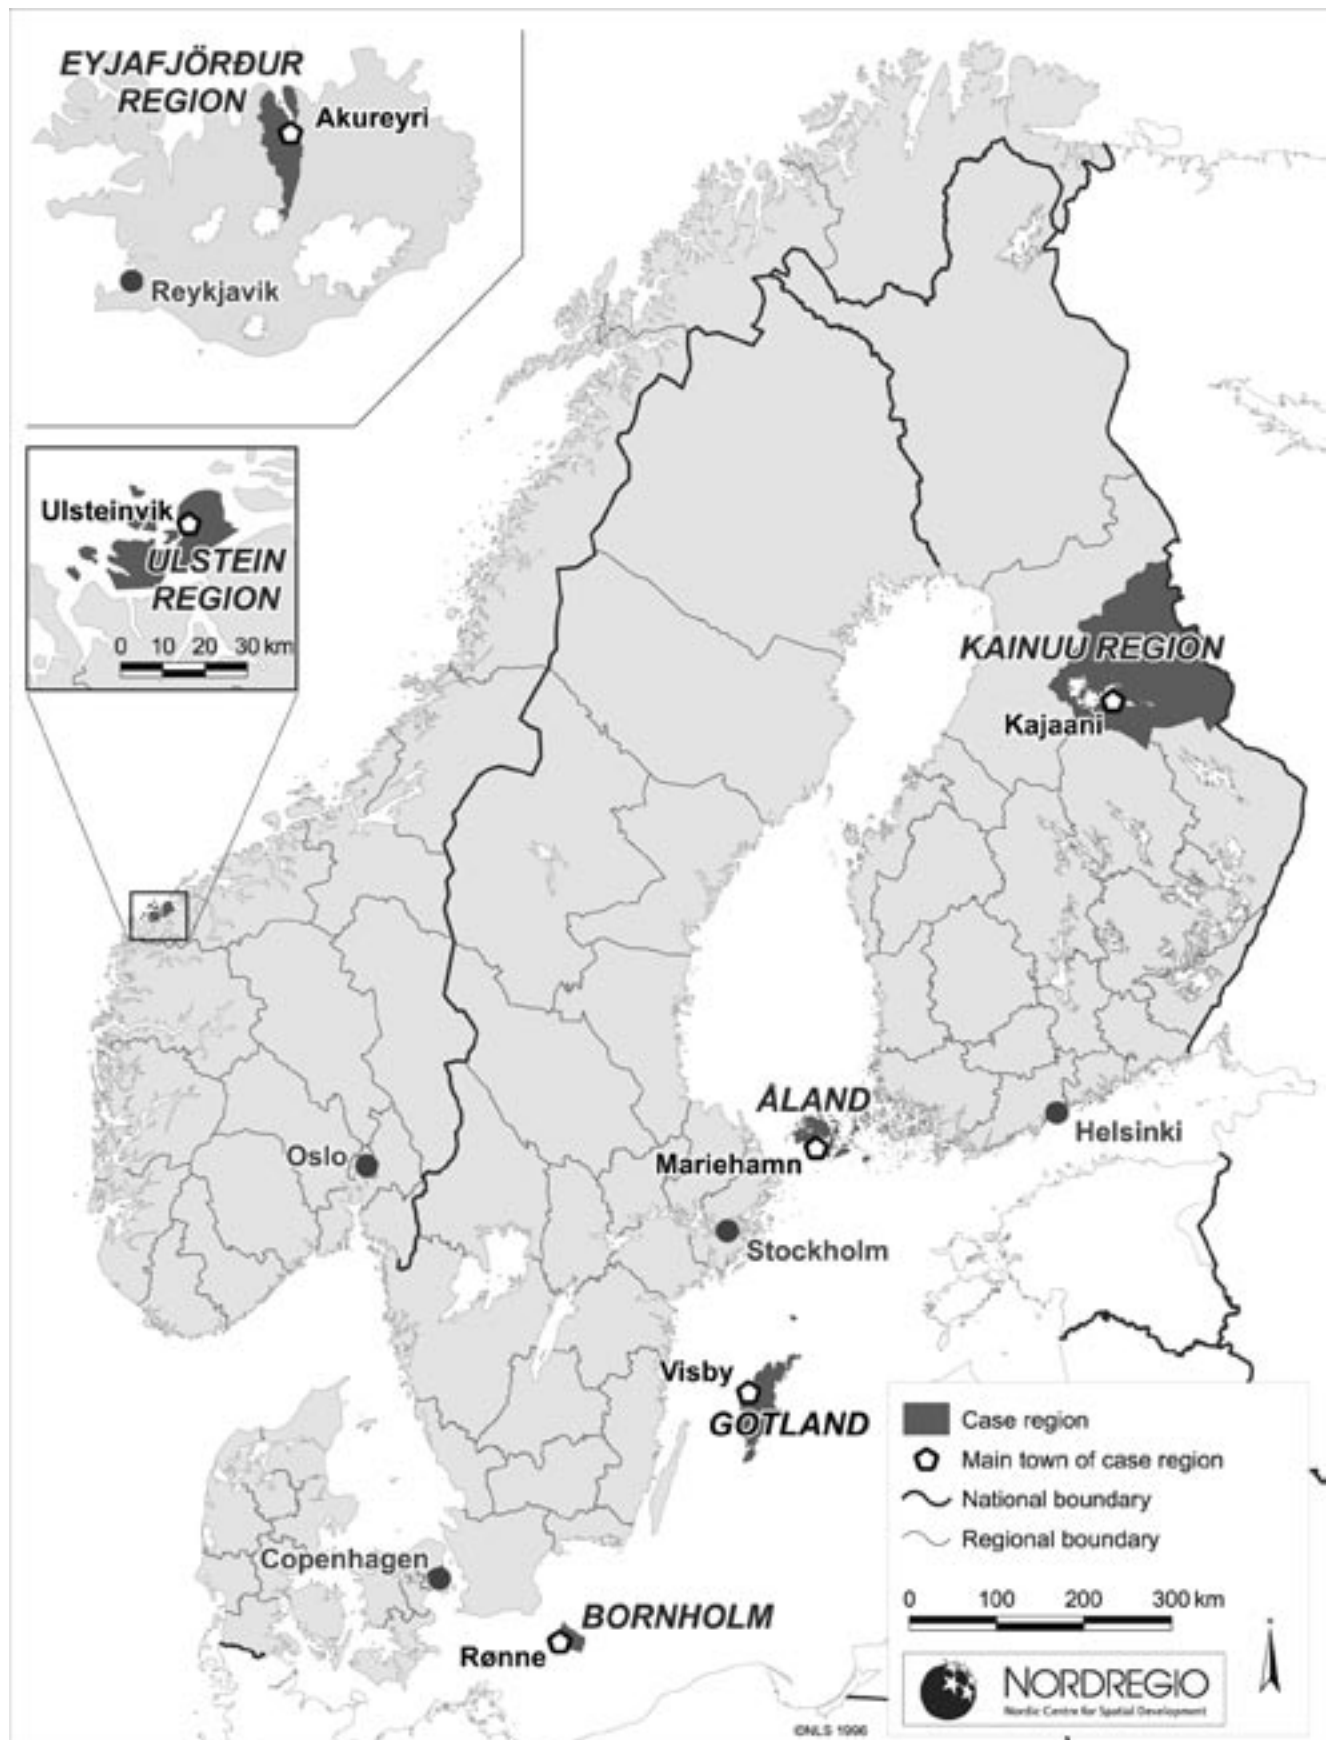 EYJAFJÖRÐUR
REGION
Akureyri
Reykjavik
Ulsteinvik
ULSTEIN
REGION
0 10 20 30 km
KAINUU REGION
Kajaani
ÅLAND
Mariehamn
Helsinki
Oslo
Stockholm
Visby
GOTLAND
Copenhagen
BORNHOLM
Rønne
Case region
Main town of case region
National boundary
Regional boundary
0 100 200 300 km
NORDREGIO
Nordic Centre for Spatial Development
©NLS 1996